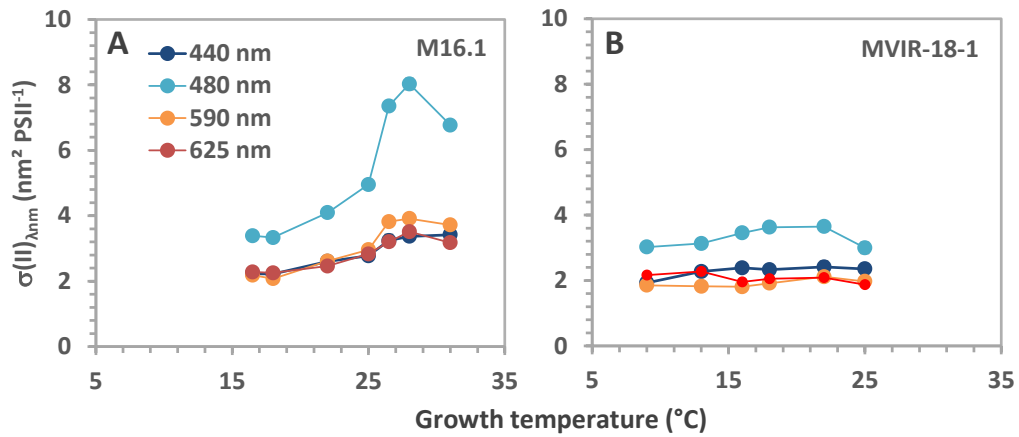 A
M16.1
440 nm
480 nm
590 nm
625 nm
B
MVIR-18-1
σ(II)λnm (nm² PSII-1)
10
8
6
4
2
0
5
15
25
35
10
8
6
4
2
0
5
15
25
35
Growth temperature (°C)